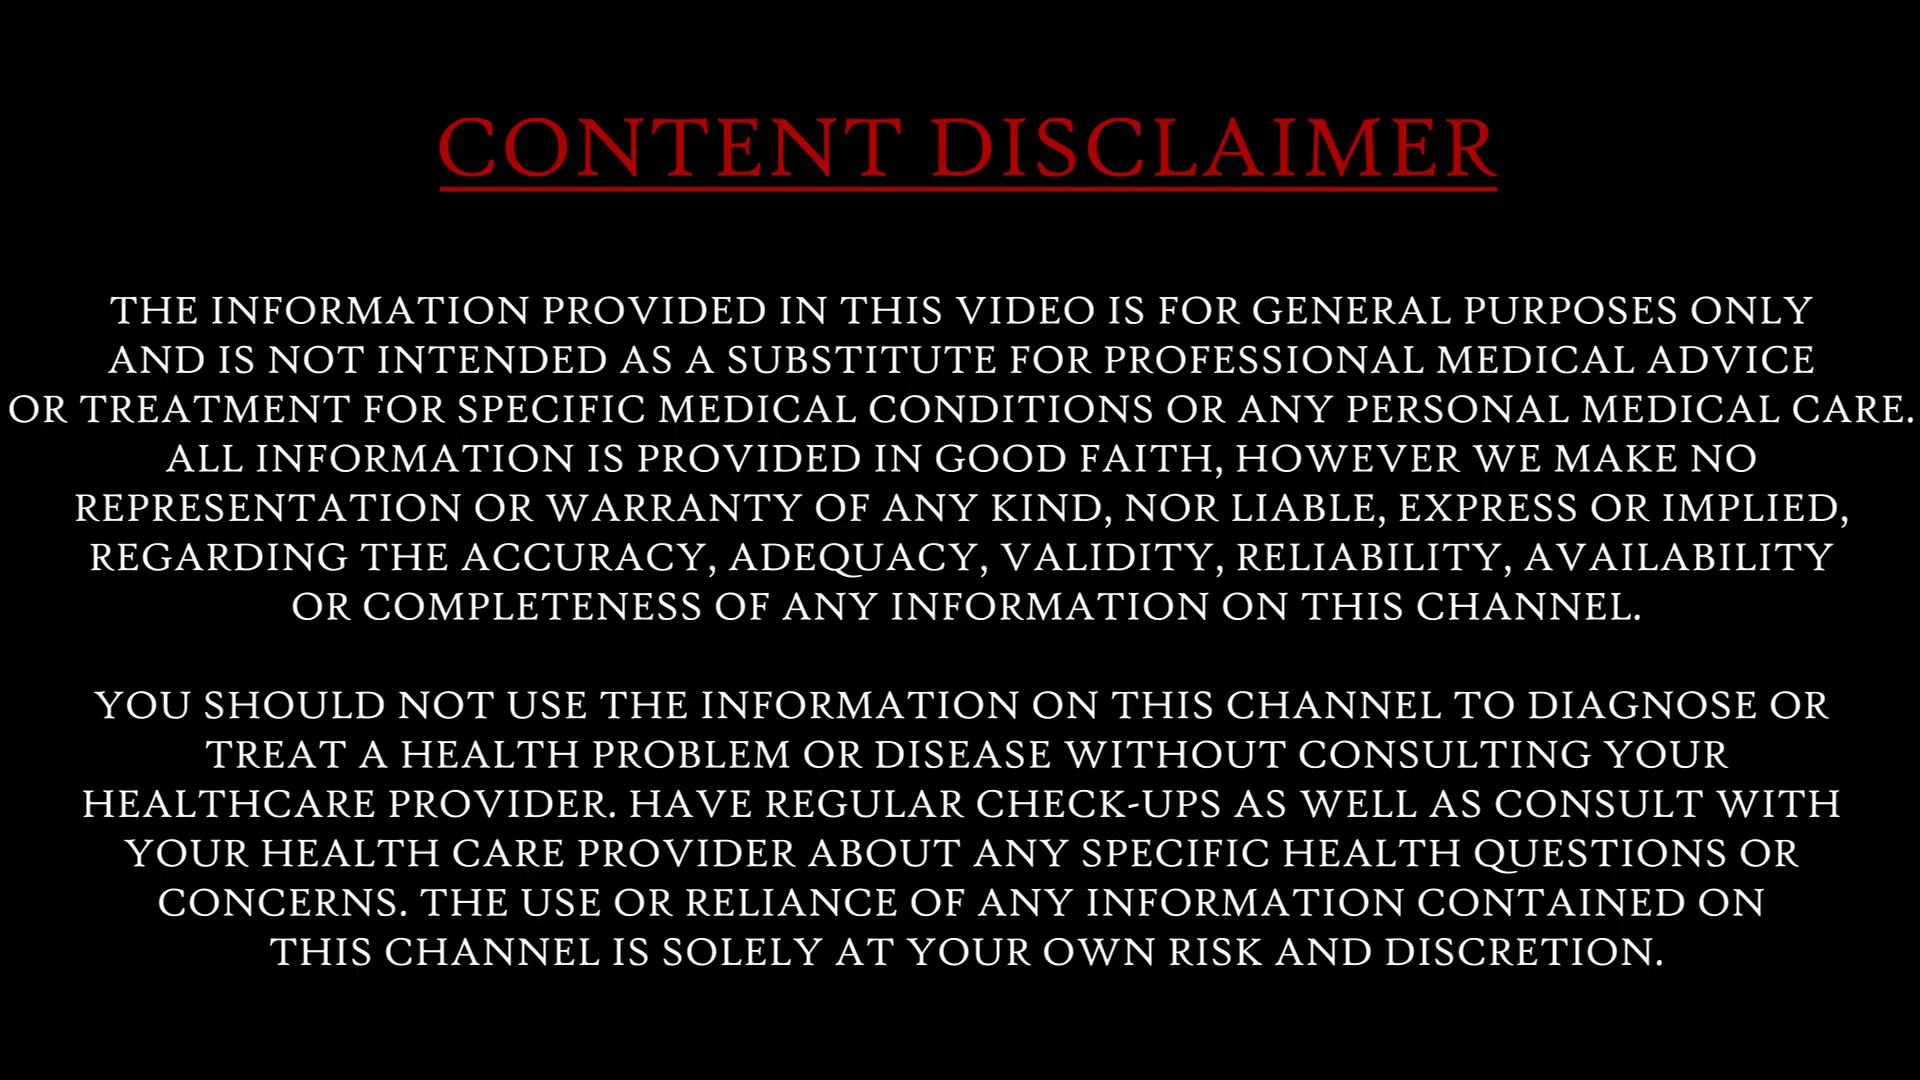 CONTENT DISCLAIMER
THE INFORMATION PROVIDED IN THIS VIDEO IS FOR GENERAL PURPOSES ONLY
AND IS NOT INTENDED AS A SUBSTITUTE FOR PROFESSIONAL MEDICAL ADVICE
OR TREATMENT FOR SPECIFIC MEDICAL CONDITIONS OR ANY PERSONAL MEDICAL CARE.
ALL INFORMATION IS PROVIDED IN GOOD FAITH, HOWEVER WE MAKE NO
REPRESENTATION OR WARRANTY OF ANY KIND, NOR LIABLE, EXPRESS OR IMPLIED,
REGARDING THE ACCURACY, ADEQUACY, VALIDITY, RELIABILITY, AVAILABILITY
OR COMPLETENESS OF ANY INFORMATION ON THIS CHANNEL.
YOU SHOULD NOT USE THE INFORMATION ON THIS CHANNEL TO DIAGNOSE OR
TREAT A HEALTH PROBLEM OR DISEASE WITHOUT CONSULTING YOUR
HEALTHCARE PROVIDER. HAVE REGULAR CHECK-UPS AS WELL AS CONSULT WITH
YOUR HEALTH CARE PROVIDER ABOUT ANY SPECIFIC HEALTH QUESTIONS OR
CONCERNS. THE USE OR RELIANCE OF ANY INFORMATION CONTAINED ON
THIS CHANNEL IS SOLELY AT YOUR OWN RISK AND DISCRETION.